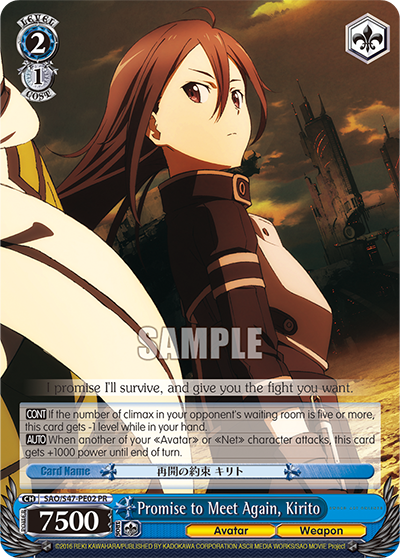 LEVEL
2
1
COST
SAMPLE
I promise I'll survive, and give you the fight you want.
CONT If the number of climax in your opponent's waiting room is five or more,
this card gets -1 level while in your hand.
AUTO When another of your «Avatar» or «Net» character attacks, this card
gets +1000 power until end of turn.
Card Name 再開の約束 キリト
CH SAO/S47-PE02 PR
7500
Promise to Meet Again, Kirito
Avatar Weapon
©2016 REKI KAWAHARA/PUBLISHED BY KADOKAWA CORPORATION ASCII MEDIA WORKS/SAO MOVIE Project